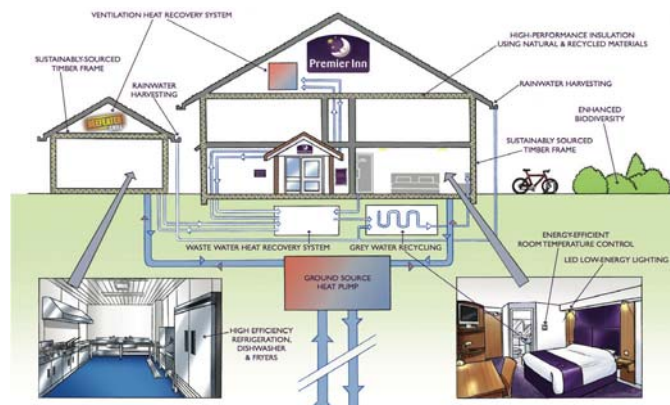 VENTILATION HEAT RECOVERY SYSTEM
SUSTAINABLY-SOURCED
TIMBER FRAME
RAINWATER
HARVESTING
BEEFEATER
Premier Inn
HIGH-PERFORMANCE INSULATION
USING NATURAL & RECYCLED MATERIALS
RAINWATER HARVESTING
ENHANCED
BIODIVERSITY
SUSTAINABLY SOURCED
TIMBER FRAME
WASTE WATER HEAT RECOVERY SYSTEM
GREY WATER RECYCLING
ENERGY-EFFICIENT
ROOM TEMPERATURE CONTROL
LED LOW-ENERGY LIGHTING
GROUND SOURCE
HEAT PUMP
HIGH EFFICIENCY
REFRIGERATION,
DISHWASHER
& FRYERS